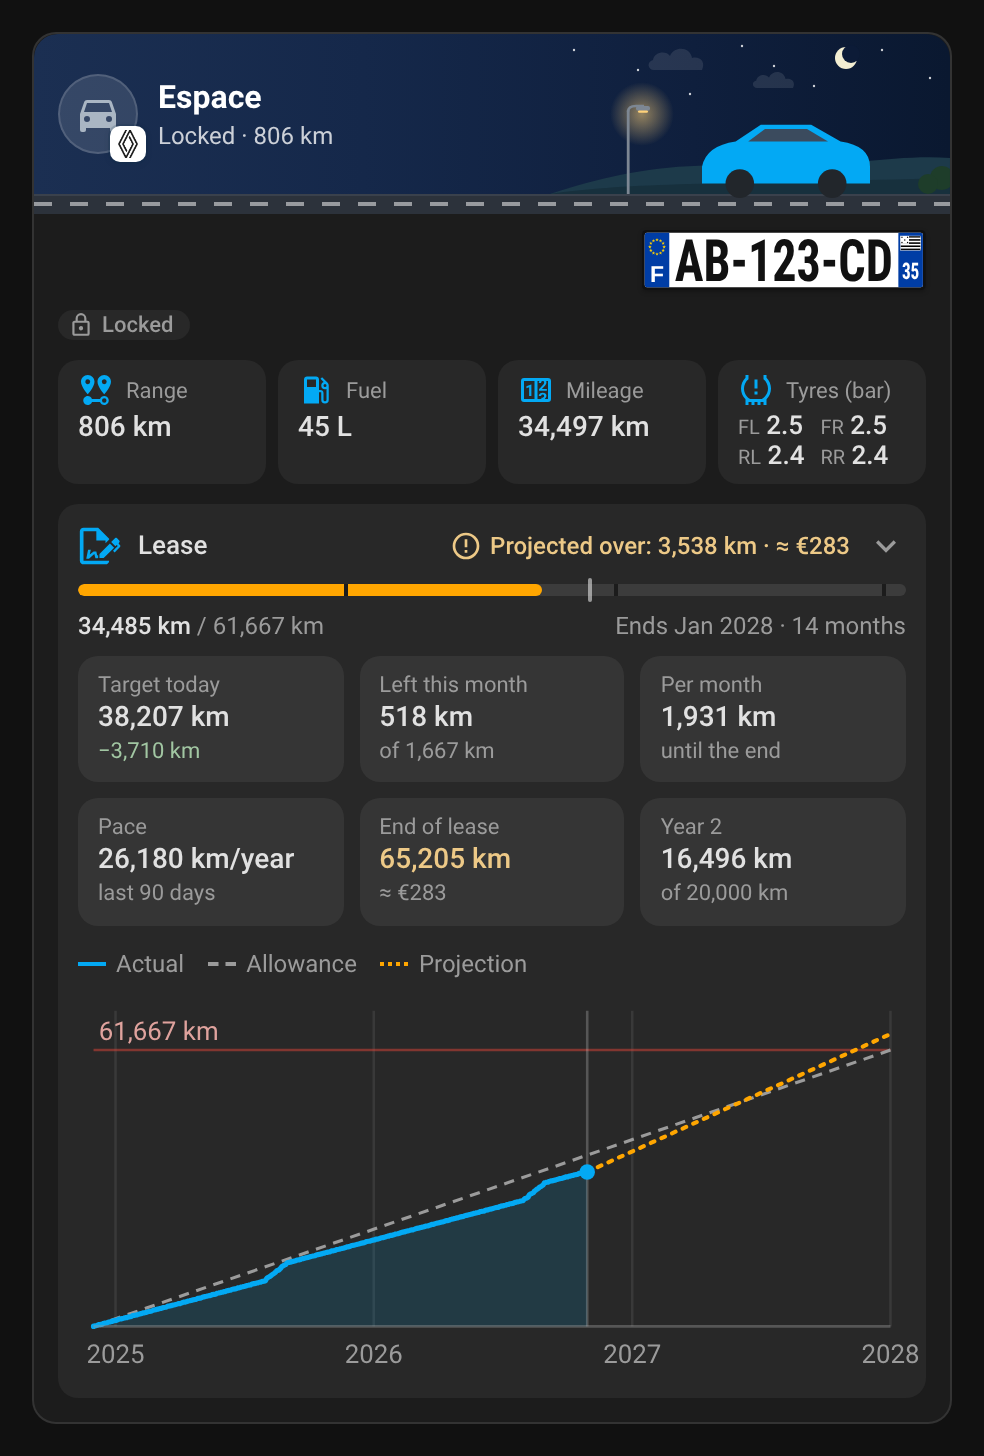 Espace
Locked · 806 km
F AB-123-CD 35
Locked
Range
806 km
Fuel
45 L
Mileage
34,497 km
Tyres (bar)
FL 2.5 FR 2.5
RL 2.4 RR 2.4
Lease
Projected over: 3,538 km · ≈ €283
34,485 km / 61,667 km
Ends Jan 2028 · 14 months
Target today
38,207 km
−3,710 km
Left this month
518 km
of 1,667 km
Per month
1,931 km
until the end
Pace
26,180 km/year
last 90 days
End of lease
65,205 km
≈ €283
Year 2
16,496 km
of 20,000 km
Actual Allowance Projection
61,667 km
2025 2026 2027 2028